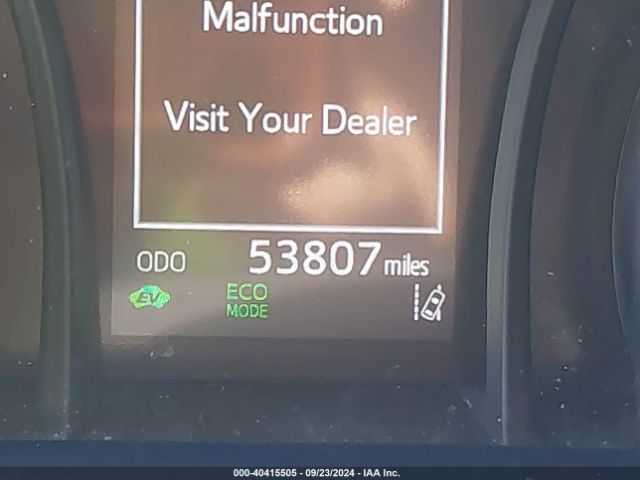 Malfunction
Visit Your Dealer
ODO 53807 miles
EV ECO
MODE
000-40415505 - 09/23/2024 - IAA Inc.